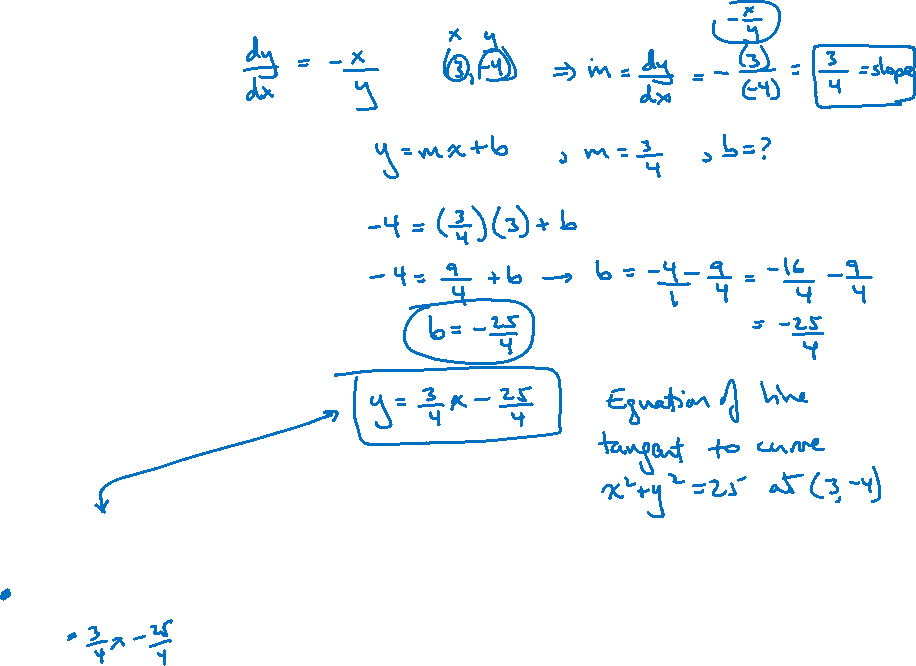 x y
dy/dx = -x/y (3, -4) ⇒ m = dy/dx = -x/y = -(3)/(-4) = 3/4 = slope
y = mx + b , m = 3/4 , b = ?
-4 = (3/4)(3) + b
-4 = 9/4 + b → b = -4/1 - 9/4 = -16/4 - 9/4
= -25/4
b = -25/4
y = 3/4 x - 25/4
Equation of line
tangent to curve
x² + y² = 25 at (3, -4)
3/4 x - 25/4